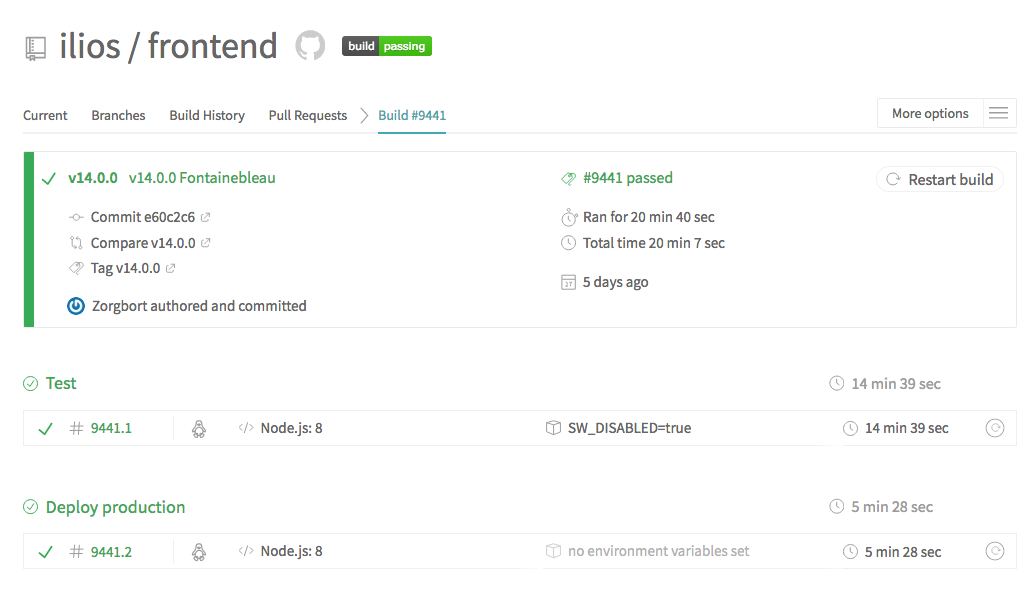 ilios / frontend build passing
Current Branches Build History Pull Requests Build #9441 More options
v14.0.0 v14.0.0 Fontainebleau #9441 passed Restart build
Commit e60c2c6 Ran for 20 min 40 sec
Compare v14.0.0 Total time 20 min 7 sec
Tag v14.0.0
27 5 days ago
Zorgbort authored and committed
Test 14 min 39 sec
# 9441.1 </> Node.js: 8 SW_DISABLED=true 14 min 39 sec
Deploy production 5 min 28 sec
# 9441.2 </> Node.js: 8 no environment variables set 5 min 28 sec